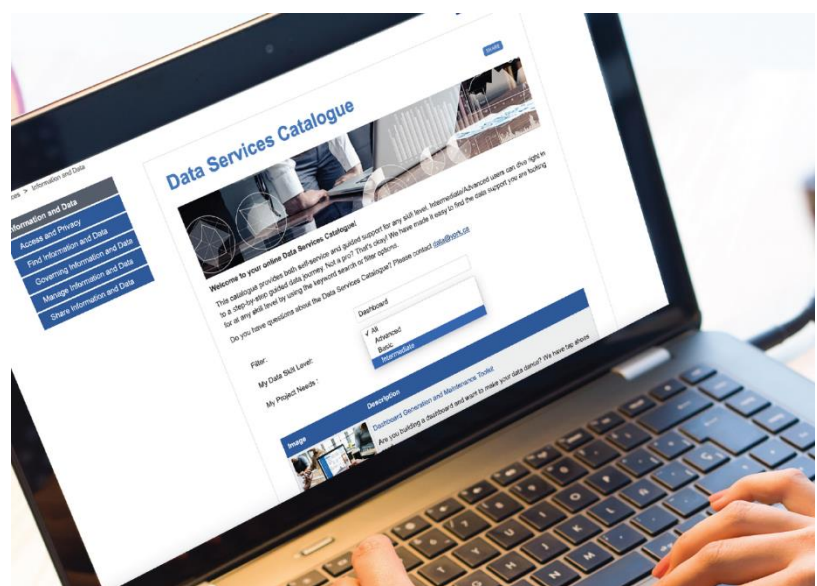 SHARE
Data Services Catalogue
> Information and Data
Information and Data
Access and Privacy
Find Information and Data
Governing Information and Data
Manage Information and Data
Share Information and Data
Welcome to your online Data Services Catalogue!
This catalogue provides both self-service and guided support for any skill level. Intermediate/Advanced users can dive right in
to a step-by-step guided data journey. Not a pro? That's okay! We have made it easy to find the data support you are looking
for at any skill level by using the keyword search or filter options.
Do you have questions about the Data Services Catalogue? Please contact data@york.ca
Filter:
Dashboard
My Data Skill Level:
✓ All
Advanced
Basic
Intermediate
My Project Needs :
Image
Description
Dashboard Generation and Maintenance Toolkit
Are you building a dashboard and want to make your data dance? We have tap shoes